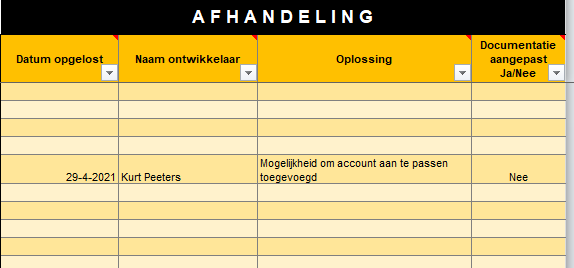 AFHANDELING
Datum opgelost Naam ontwikkelaar Oplossing Documentatie
aangepast
Ja/Nee
29-4-2021 Kurt Peeters Mogelijkheid om account aan te passen
toegevoegd Nee